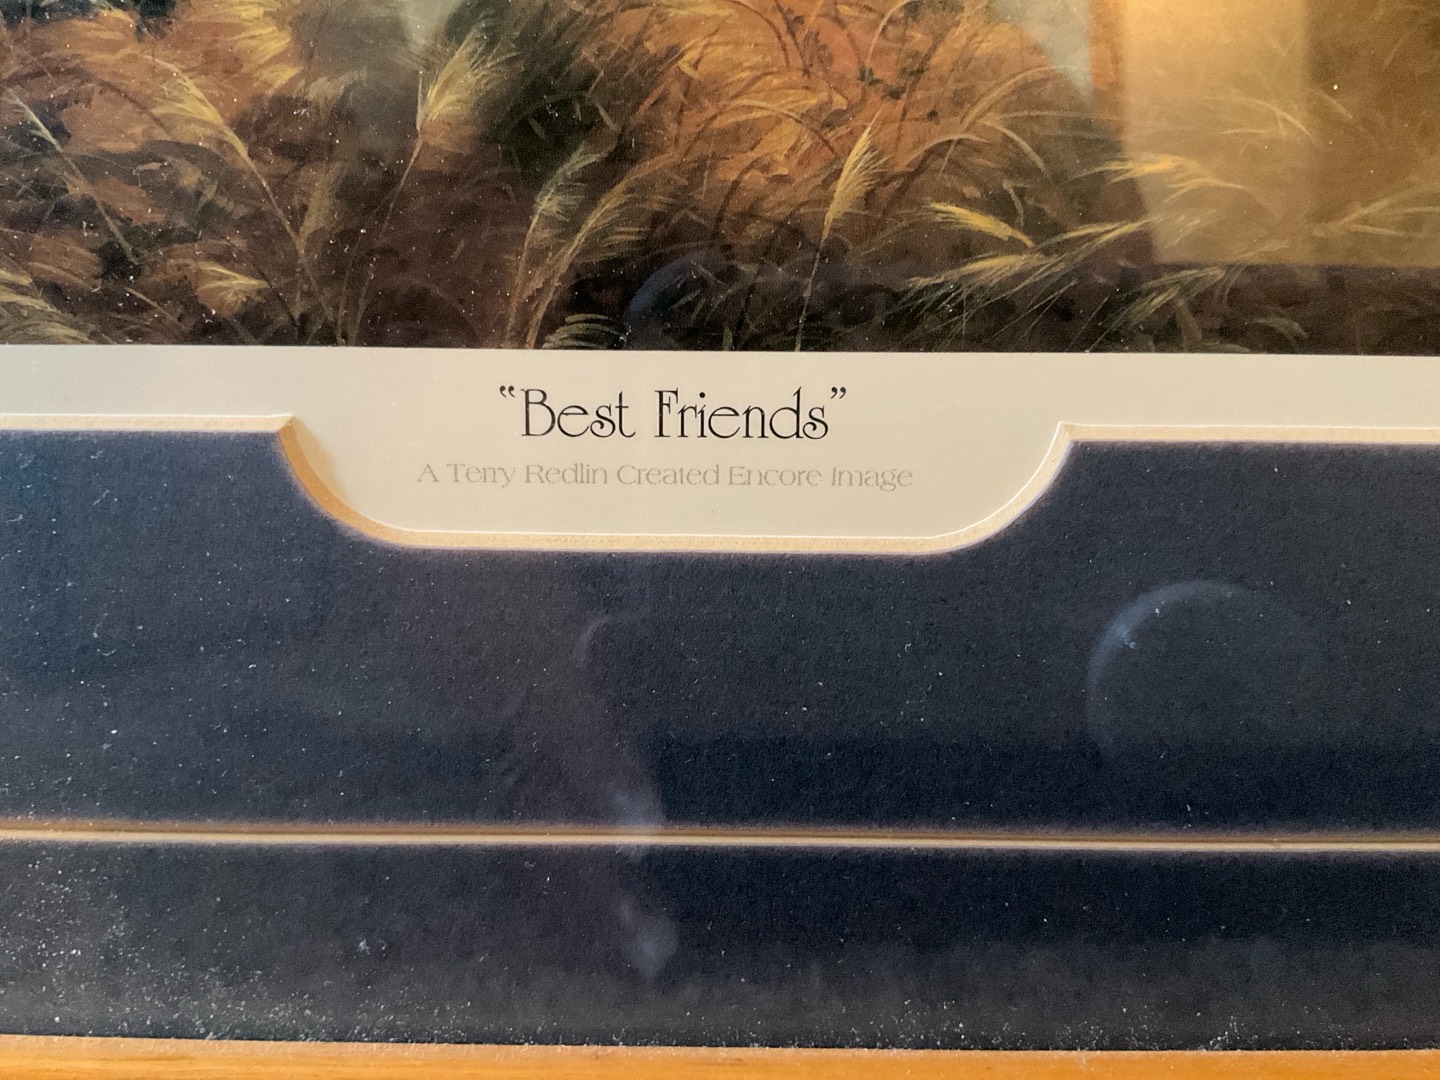 “Best Friends”
A Terry Redlin Created Encore Image